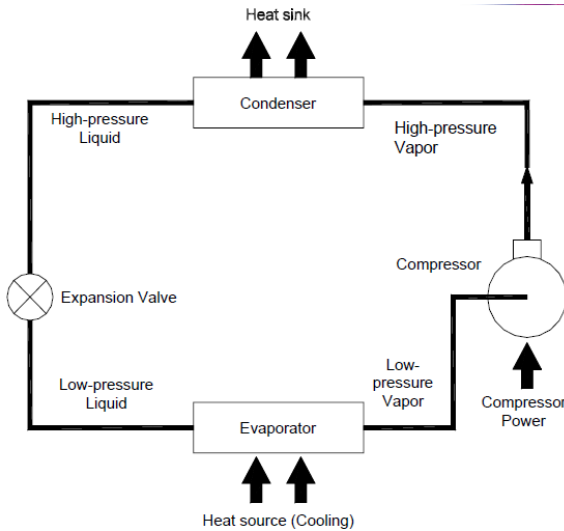 Heat sink
Condenser
High-pressure
Liquid
High-pressure
Vapor
Compressor
Expansion Valve
Low-pressure
Liquid
Low-
pressure
Vapor
Compressor
Power
Evaporator
Heat source (Cooling)